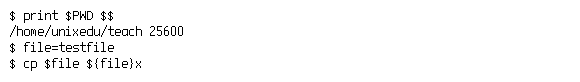 $ print $PWD $$
/home/unixedu/teach 25600
$ file=testfile
$ cp $file ${file}x